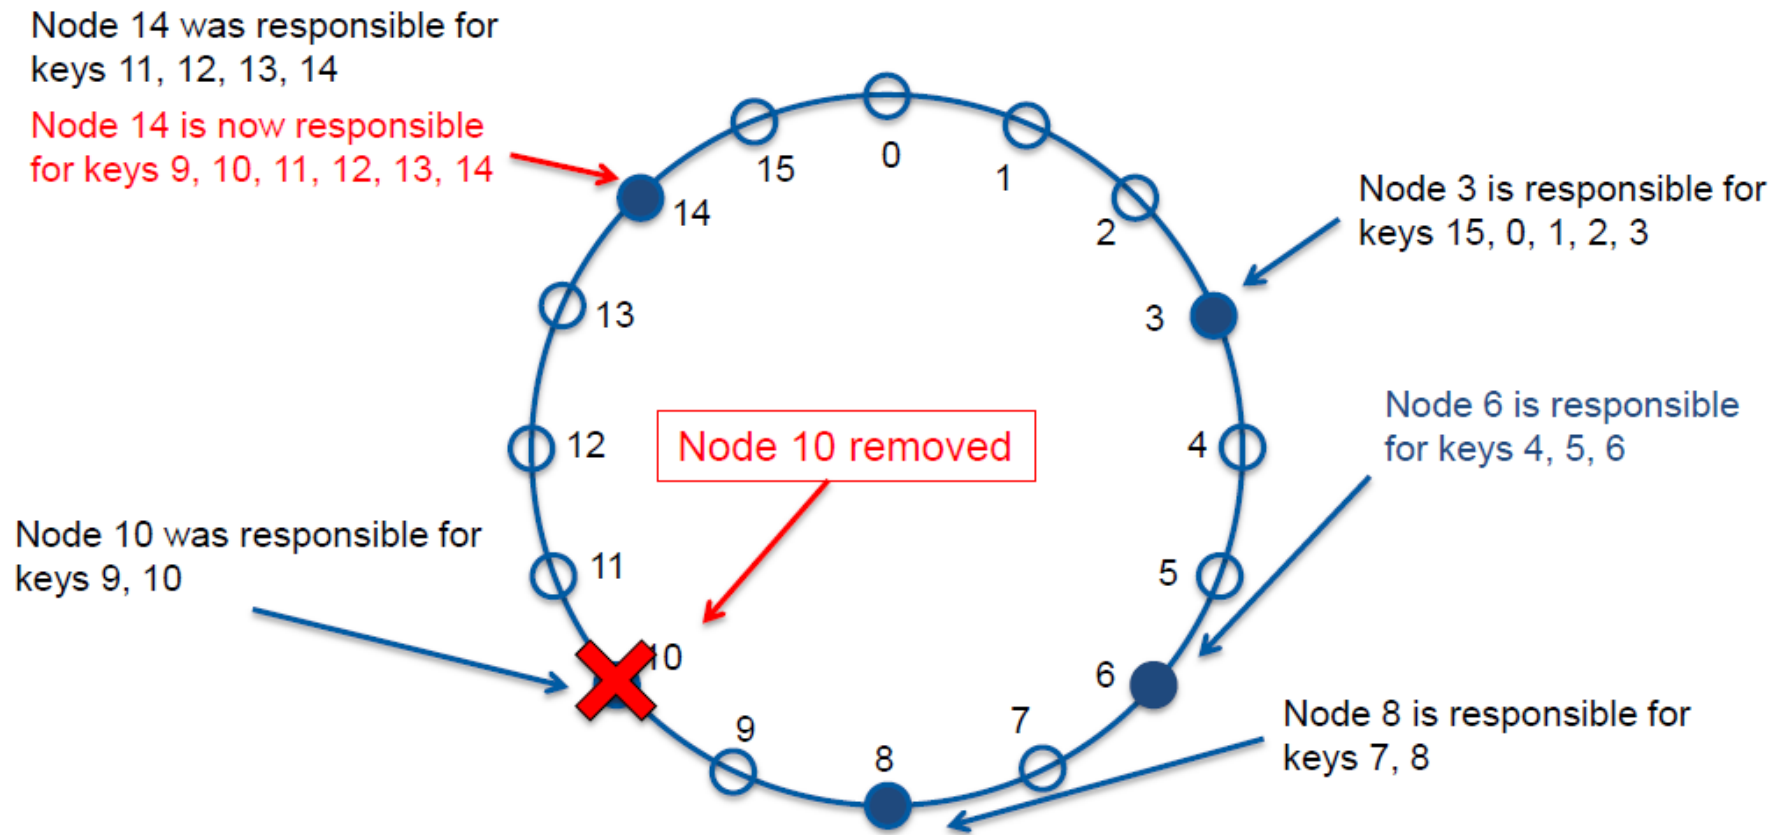 Node 14 was responsible for
keys 11, 12, 13, 14
Node 14 is now responsible
for keys 9, 10, 11, 12, 13, 14
Node 3 is responsible for
keys 15, 0, 1, 2, 3
Node 6 is responsible
for keys 4, 5, 6
Node 10 removed
Node 10 was responsible for
keys 9, 10
Node 8 is responsible for
keys 7, 8
0
1
2
3
4
5
6
7
8
9
10
11
12
13
14
15